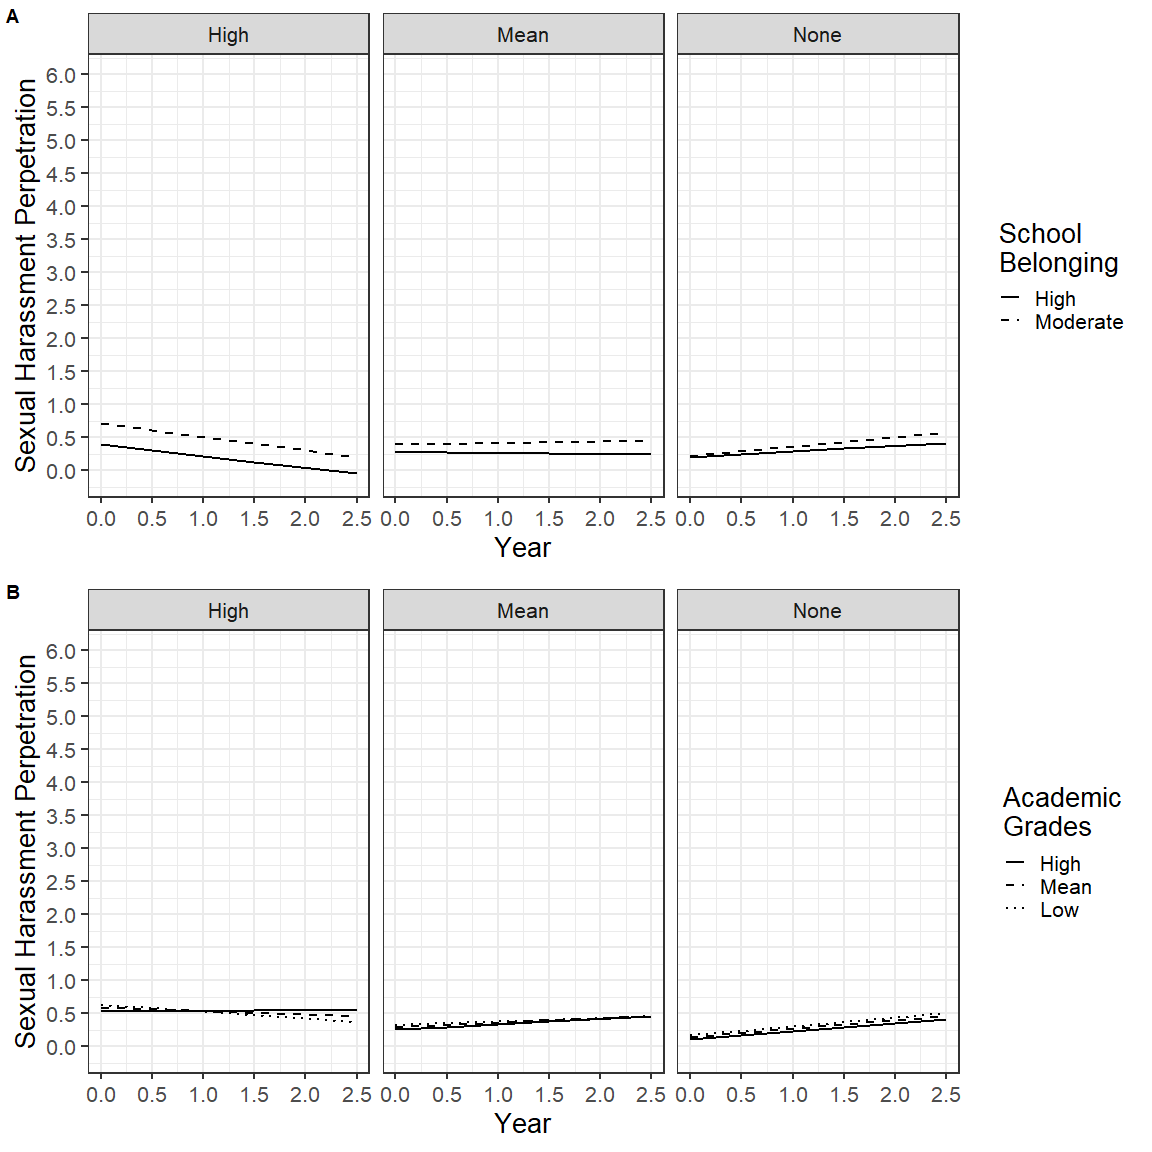 A
High Mean None
Sexual Harassment Perpetration
6.0
5.5
5.0
4.5
4.0
3.5
3.0
2.5
2.0
1.5
1.0
0.5
0.0
0.0 0.5 1.0 1.5 2.0 2.5 0.0 0.5 1.0 1.5 2.0 2.5 0.0 0.5 1.0 1.5 2.0 2.5
Year
School
Belonging
High
Moderate
B
High Mean None
Sexual Harassment Perpetration
6.0
5.5
5.0
4.5
4.0
3.5
3.0
2.5
2.0
1.5
1.0
0.5
0.0
0.0 0.5 1.0 1.5 2.0 2.5 0.0 0.5 1.0 1.5 2.0 2.5 0.0 0.5 1.0 1.5 2.0 2.5
Year
Academic
Grades
High
Mean
Low